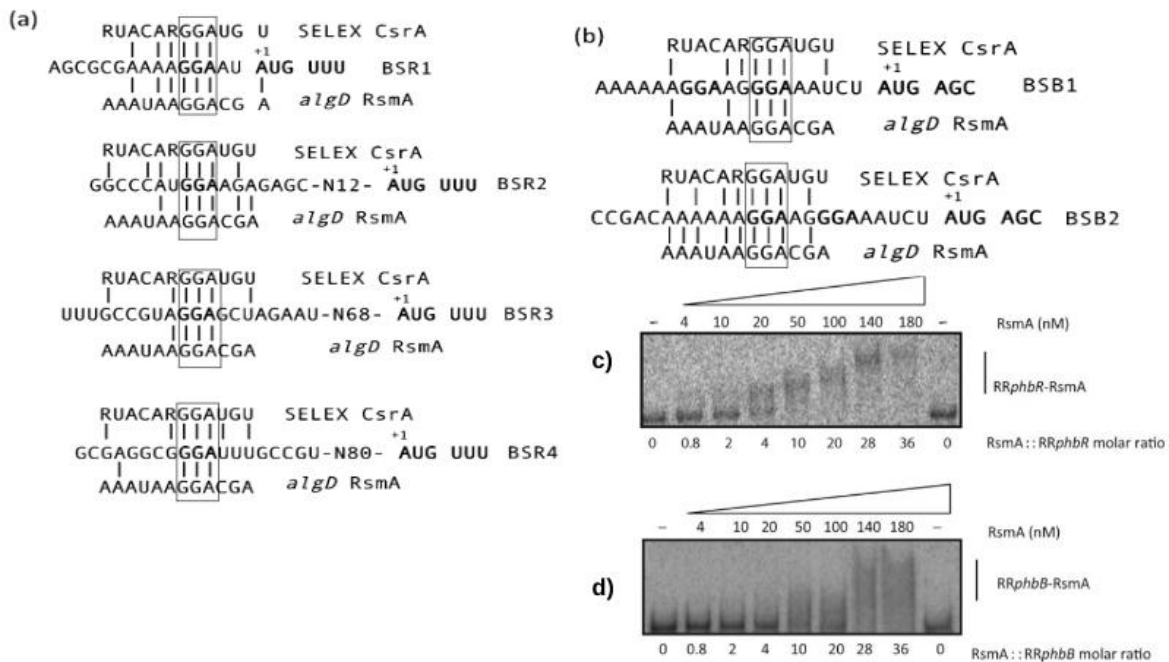 (a)
RUACARGGAUG U SELEX CsrA
+1
AGCGCGAAAAGGAAU AUG UUU BSR1
AAAUAAGGACG A algD RsmA
RUACARGGAUGU SELEX CsrA
+1
GGCCCAUGGAAGAGAGC-N12- AUG UUU BSR2
AAAUAAGGACGA algD RsmA
RUACARGGAUGU SELEX CsrA
+1
UUUGCCGUAGGAGCUAGAAU-N68- AUG UUU BSR3
AAAUAAGGACGA algD RsmA
RUACARGGAUGU SELEX CsrA
+1
GCGAGGCGGGAUUUGCCGU-N80- AUG UUU BSR4
AAAUAAGGACGA algD RsmA
(b)
RUACARGGAUGU SELEX CsrA
+1
AAAAAAGGAAGGGAAAUCU AUG AGC BSB1
AAAUAAGGACGA algD RsmA
RUACARGGAUGU SELEX CsrA
+1
CCGACAAAAAAGGAAGGGAAAUCU AUG AGC BSB2
AAAUAAGGACGA algD RsmA
c)
– 4 10 20 50 100 140 180 – RsmA (nM)
RRphbR-RsmA
0 0.8 2 4 10 20 28 36 0 RsmA::RRphbR molar ratio
d)
– 4 10 20 50 100 140 180 – RsmA (nM)
RRphbB-RsmA
0 0.8 2 4 10 20 28 36 0 RsmA::RRphbB molar ratio